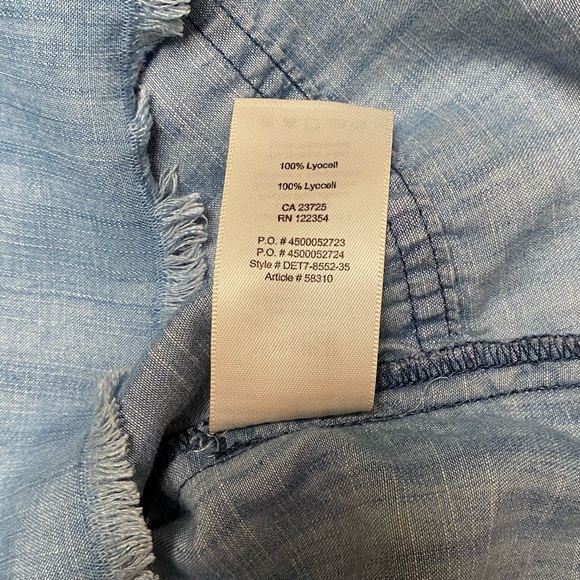 100% Lyocell
100% Lyocell
CA 23725
RN 122354
P.O. # 4500052723
P.O. # 4500052724
Style # DET7-8552-35
Article # 58310